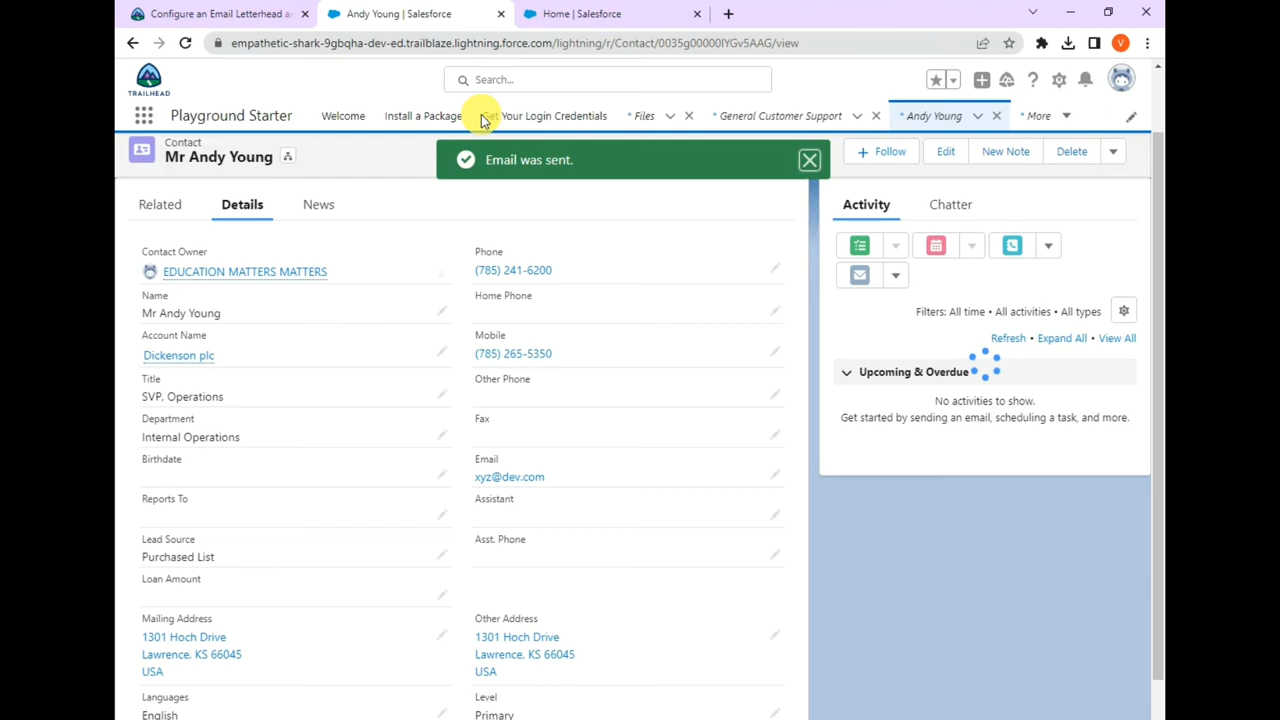 Configure an Email Letterhead an
Andy Young | Salesforce
Home | Salesforce
empathetic-shark-9gbqha-dev-ed.trailblaze.lightning.force.com/lightning/r/Contact/0035g00000IYGv5AAG/view
V
TRAILHEAD
Search...
Playground Starter
Welcome
Install a Package
Get Your Login Credentials
* Files
* General Customer Support
* Andy Young
* More
Contact
Mr Andy Young
Email was sent.
+ Follow
Edit
New Note
Delete
Related
Details
News
Activity
Chatter
Contact Owner
EDUCATION MATTERS MATTERS
Name
Mr Andy Young
Account Name
Dickenson plc
Title
SVP, Operations
Department
Internal Operations
Birthdate
Reports To
Lead Source
Purchased List
Loan Amount
Mailing Address
1301 Hoch Drive
Lawrence, KS 66045
USA
Languages
English
Phone
(785) 241-6200
Home Phone
Mobile
(785) 265-5350
Other Phone
Fax
Email
xyz@dev.com
Assistant
Asst. Phone
Other Address
1301 Hoch Drive
Lawrence, KS 66045
USA
Level
Primary
Filters: All time • All activities • All types
Refresh • Expand All • View All
Upcoming & Overdue
No activities to show.
Get started by sending an email, scheduling a task, and more.